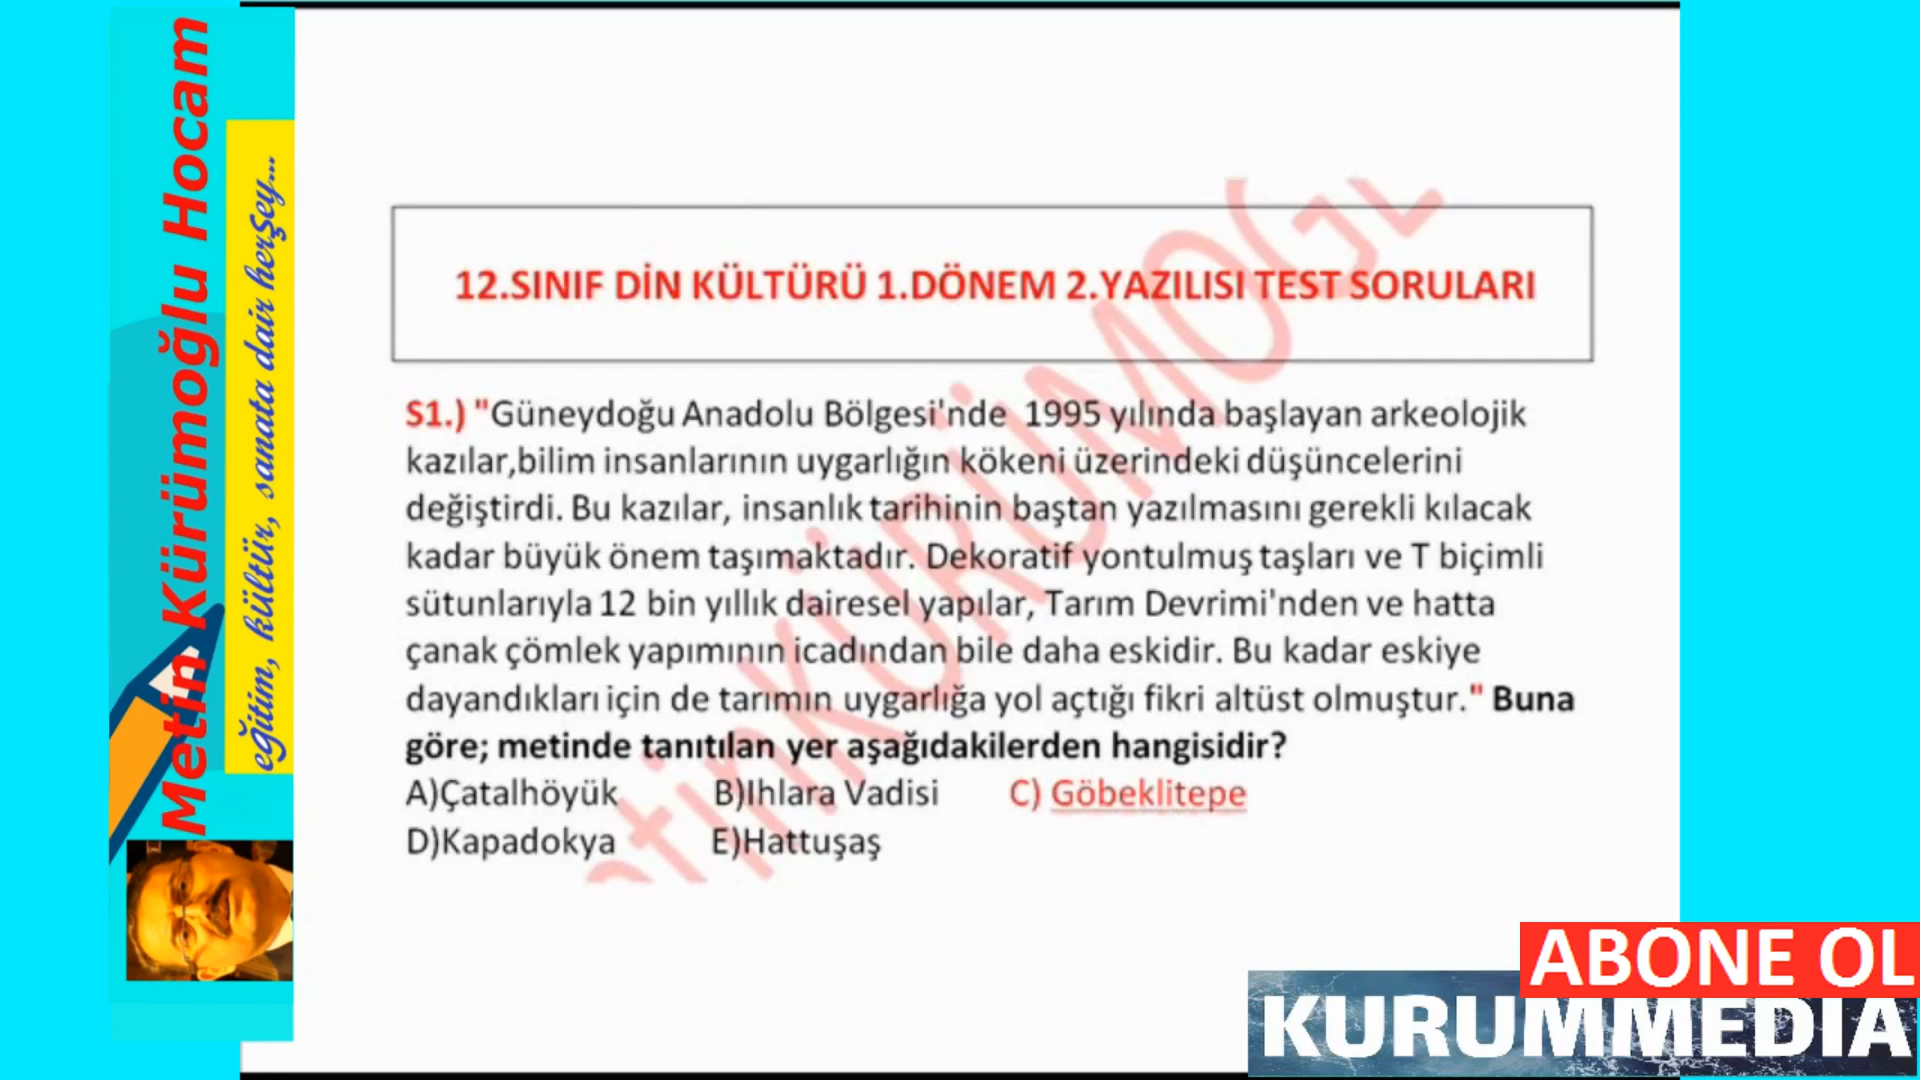 Metin Kürümoğlu Hocam
eğitim, kültür, sanata dair herşey...
12.SINIF DİN KÜLTÜRÜ 1.DÖNEM 2.YAZILISI TEST SORULARI
S1.) "Güneydoğu Anadolu Bölgesi'nde 1995 yılında başlayan arkeolojik
kazılar,bilim insanlarının uygarlığın kökeni üzerindeki düşüncelerini
değiştirdi. Bu kazılar, insanlık tarihinin baştan yazılmasını gerekli kılacak
kadar büyük önem taşımaktadır. Dekoratif yontulmuş taşları ve T biçimli
sütunlarıyla 12 bin yıllık dairesel yapılar, Tarım Devrimi'nden ve hatta
çanak çömlek yapımının icadından bile daha eskidir. Bu kadar eskiye
dayandıkları için de tarımın uygarlığa yol açtığı fikri altüst olmuştur." Buna
göre; metinde tanıtılan yer aşağıdakilerden hangisidir?
A)Çatalhöyük B)Ihlara Vadisi C) Göbeklitepe
D)Kapadokya E)Hattuşaş
etinKÜRÜMOĞL
ABONE OL
KURUMMEDIA